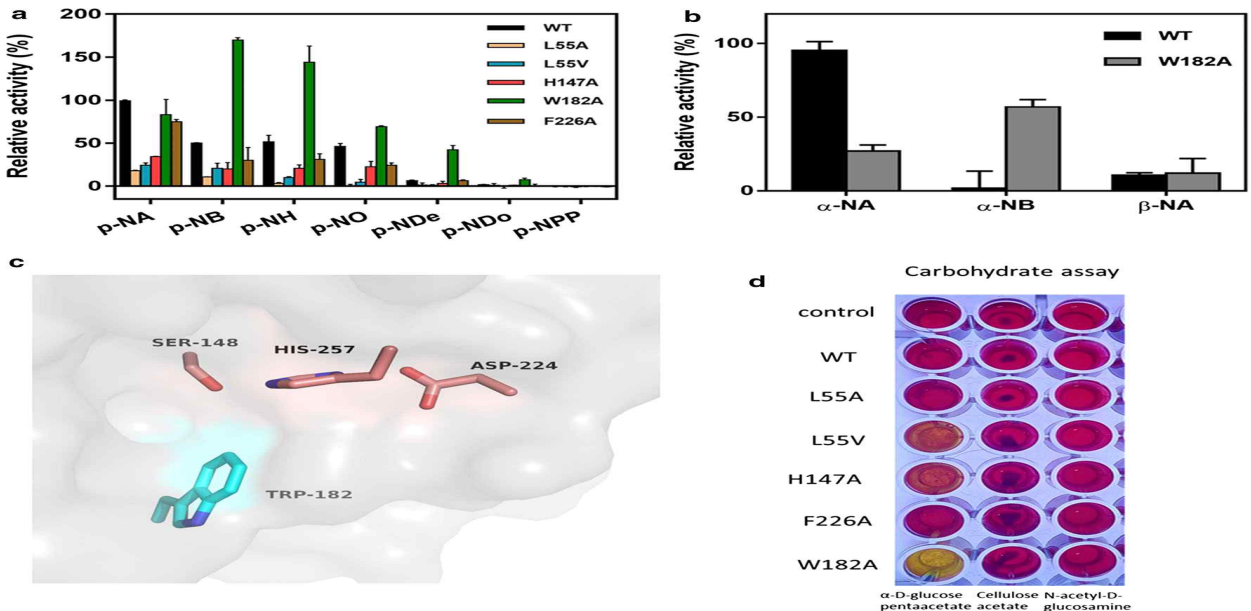 a
Relative activity (%)
200
150
100
50
0
WT
L55A
L55V
H147A
W182A
F226A
p-NA
p-NB
p-NH
p-NO
p-NDe
p-NDo
p-NPP
b
Relative activity (%)
100
50
0
WT
W182A
α-NA
α-NB
β-NA
c
SER-148
HIS-257
ASP-224
TRP-182
d
Carbohydrate assay
control
WT
L55A
L55V
H147A
F226A
W182A
α-D-glucose
pentaacetate
Cellulose
acetate
N-acetyl-D-
glucosamine